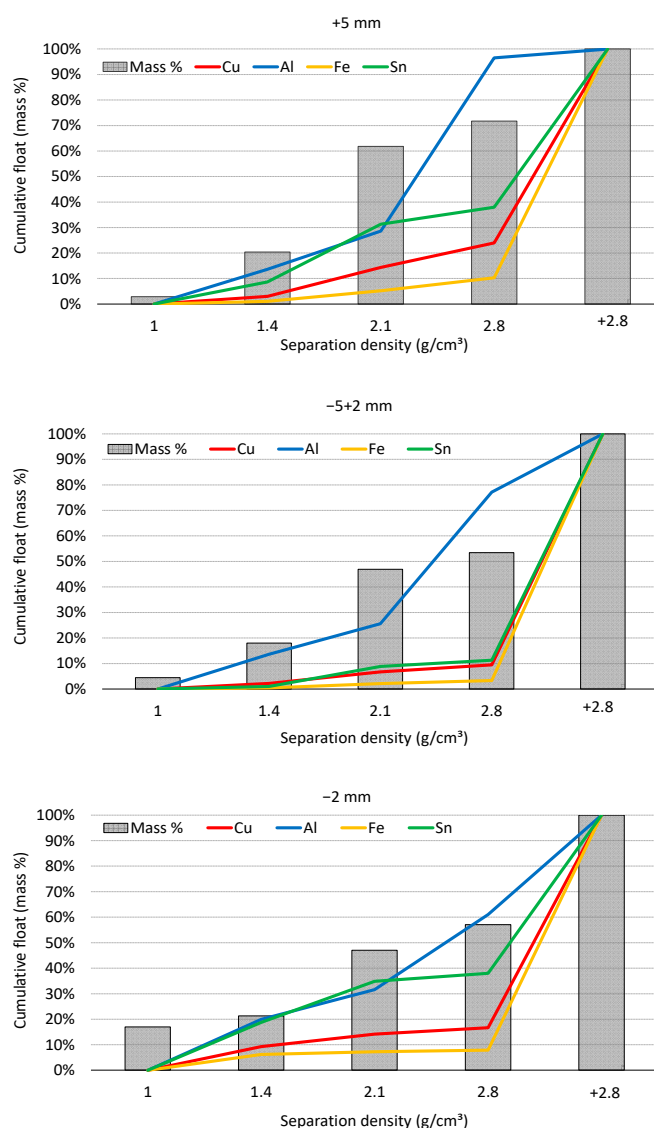 +5 mm
100%
Mass % Cu Al Fe Sn
90%
80%
70%
60%
50%
40%
30%
20%
10%
0%
Cumulative float (mass %)
1 1.4 2.1 2.8 +2.8
Separation density (g/cm³)
−5+2 mm
100%
Mass % Cu Al Fe Sn
90%
80%
70%
60%
50%
40%
30%
20%
10%
0%
Cumulative float (mass %)
1 1.4 2.1 2.8 +2.8
Separation density (g/cm³)
−2 mm
100%
Mass % Cu Al Fe Sn
90%
80%
70%
60%
50%
40%
30%
20%
10%
0%
Cumulative float (mass %)
1 1.4 2.1 2.8 +2.8
Separation density (g/cm³)